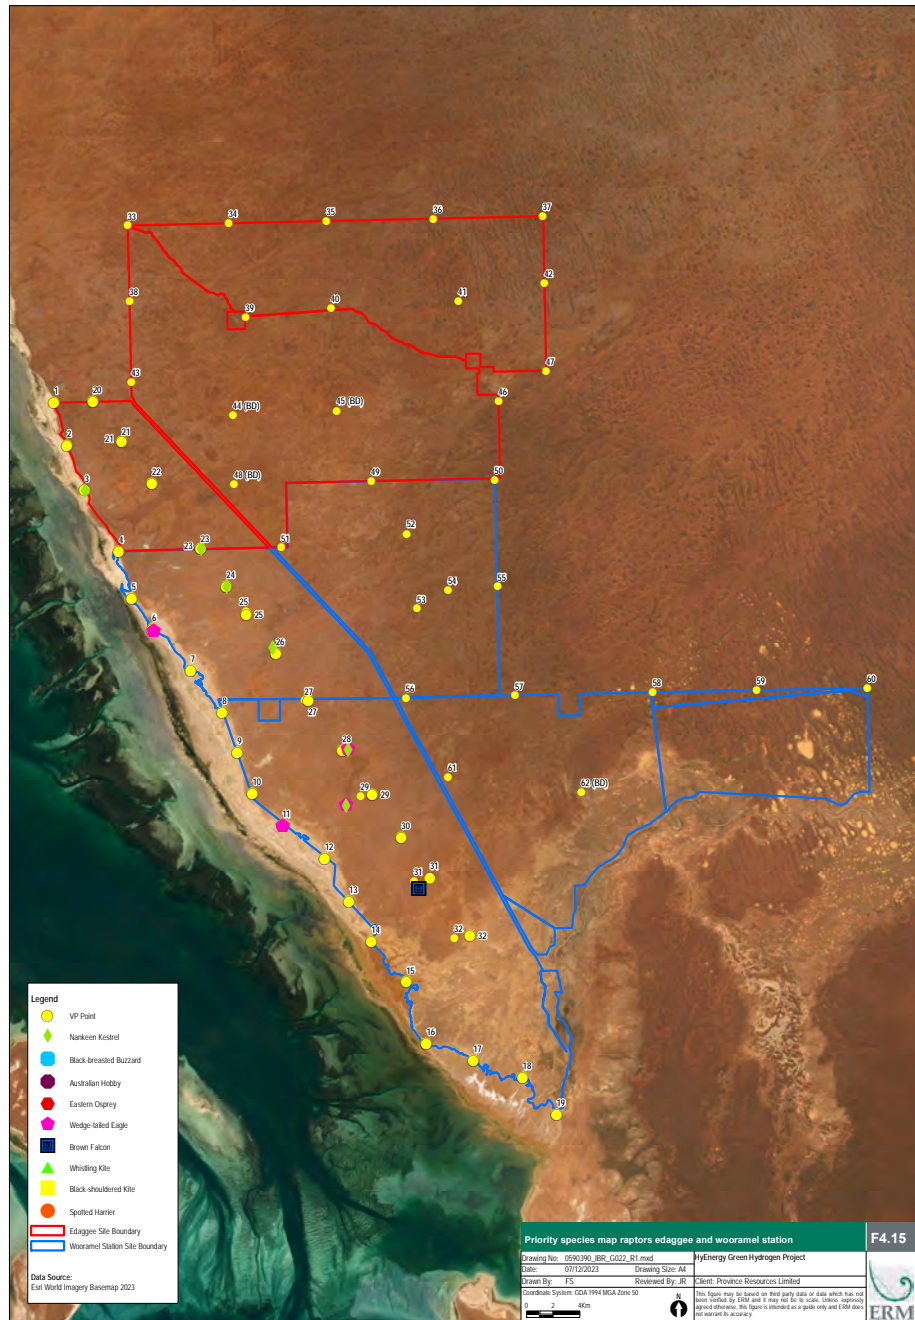 33
34
35
36
37
42
38
41
40
39
47
43
46
1
20
44 (BD)
45 (BD)
2
21
21
3
22
48 (BD)
49
50
4
23
23
51
52
5
24
54
55
53
25
25
6
26
7
27
27
56
57
58
59
60
8
9
28
61
62 (BD)
10
29
29
11
30
12
31
31
13
32
32
14
15
16
17
18
19
Legend
VP Point
Nankeen Kestrel
Black-breasted Buzzard
Australian Hobby
Eastern Osprey
Wedge-tailed Eagle
Brown Falcon
Whistling Kite
Black-shouldered Kite
Spotted Harrier
Edaggee Site Boundary
Wooramel Station Site Boundary
Data Source:
Esri World Imagery Basemap 2023
Priority species map raptors edaggee and wooramel station
F4.15
Drawing No: 0590390_IBR_G022_R1.mxd
HyEnergy Green Hydrogen Project
Date: 07/12/2023 Drawing Size: A4
Drawn By: FS Reviewed By: JR
Client: Province Resources Limited
Coordinate System: GDA 1994 MGA Zone 50
N
0 2 4Km
This figure may be based on third party data or data which has not
been verified by ERM and it may not be to scale. Unless expressly
agreed otherwise, this figure is intended as a guide only and ERM does
not warrant its accuracy.
ERM